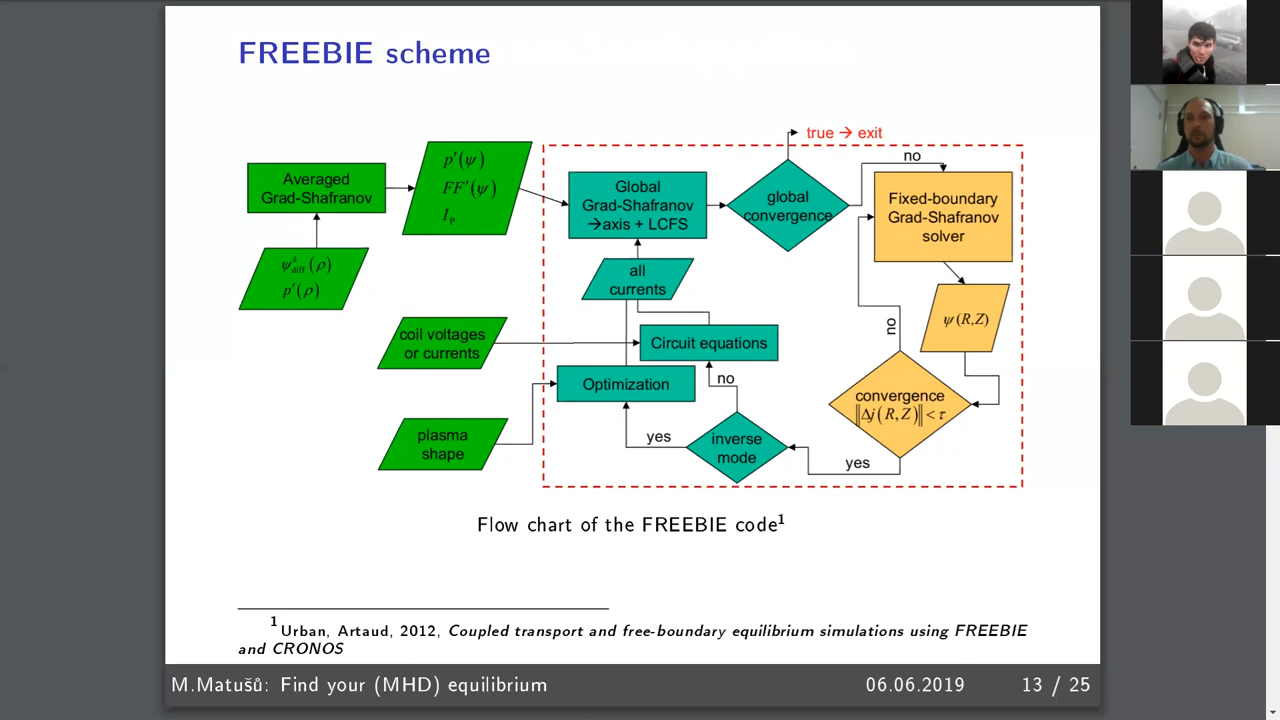 FREEBIE scheme
true → exit
Averaged
Grad-Shafranov
p′(ψ)
FF′(ψ)
I_P
ψ^k_diff(ρ)
p′(ρ)
Global
Grad-Shafranov
→axis + LCFS
global
convergence
no
Fixed-boundary
Grad-Shafranov
solver
all
currents
ψ(R,Z)
coil voltages
or currents
Circuit equations
no
Optimization
no
convergence
‖Δj(R,Z)‖<τ
plasma
shape
yes
inverse
mode
yes
Flow chart of the FREEBIE code¹
¹Urban, Artaud, 2012, Coupled transport and free-boundary equilibrium simulations using FREEBIE
and CRONOS
M.Matušů: Find your (MHD) equilibrium 06.06.2019 13 / 25